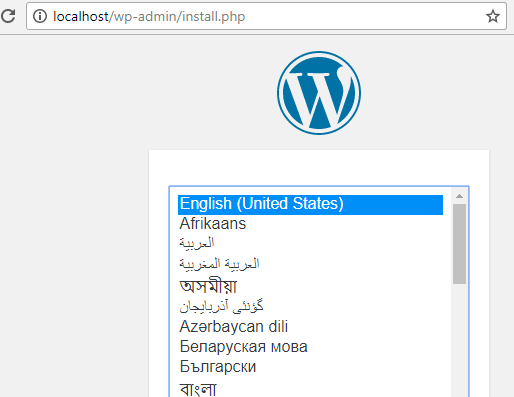 localhost/wp-admin/install.php
English (United States)
Afrikaans
العربية
العربية المغربية
অসমীয়া
گؤنئی آذربایجان
Azərbaycan dili
Беларуская мова
Български
বাংলা